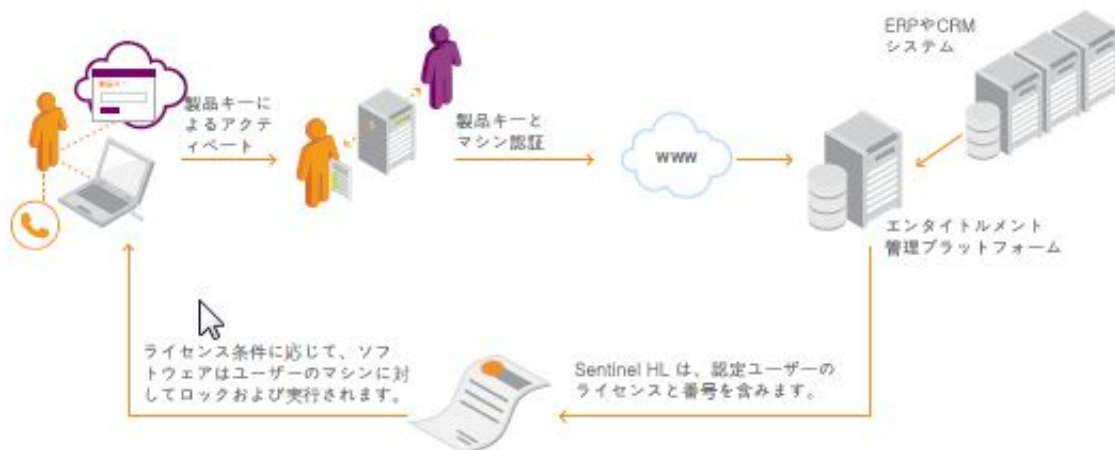 製品キーに
よるアクティ
ィベート
製品キーと
マシン認証
WWW
ERPやCRM
システム
エンタイトルメント
管理プラットフォーム
Sentinel HL は、認定ユーザーの
ライセンスと番号を含みます。
ライセンス条件に応じて、ソフ
トウェアはユーザーのマシンに対
してロックおよび実行されます。